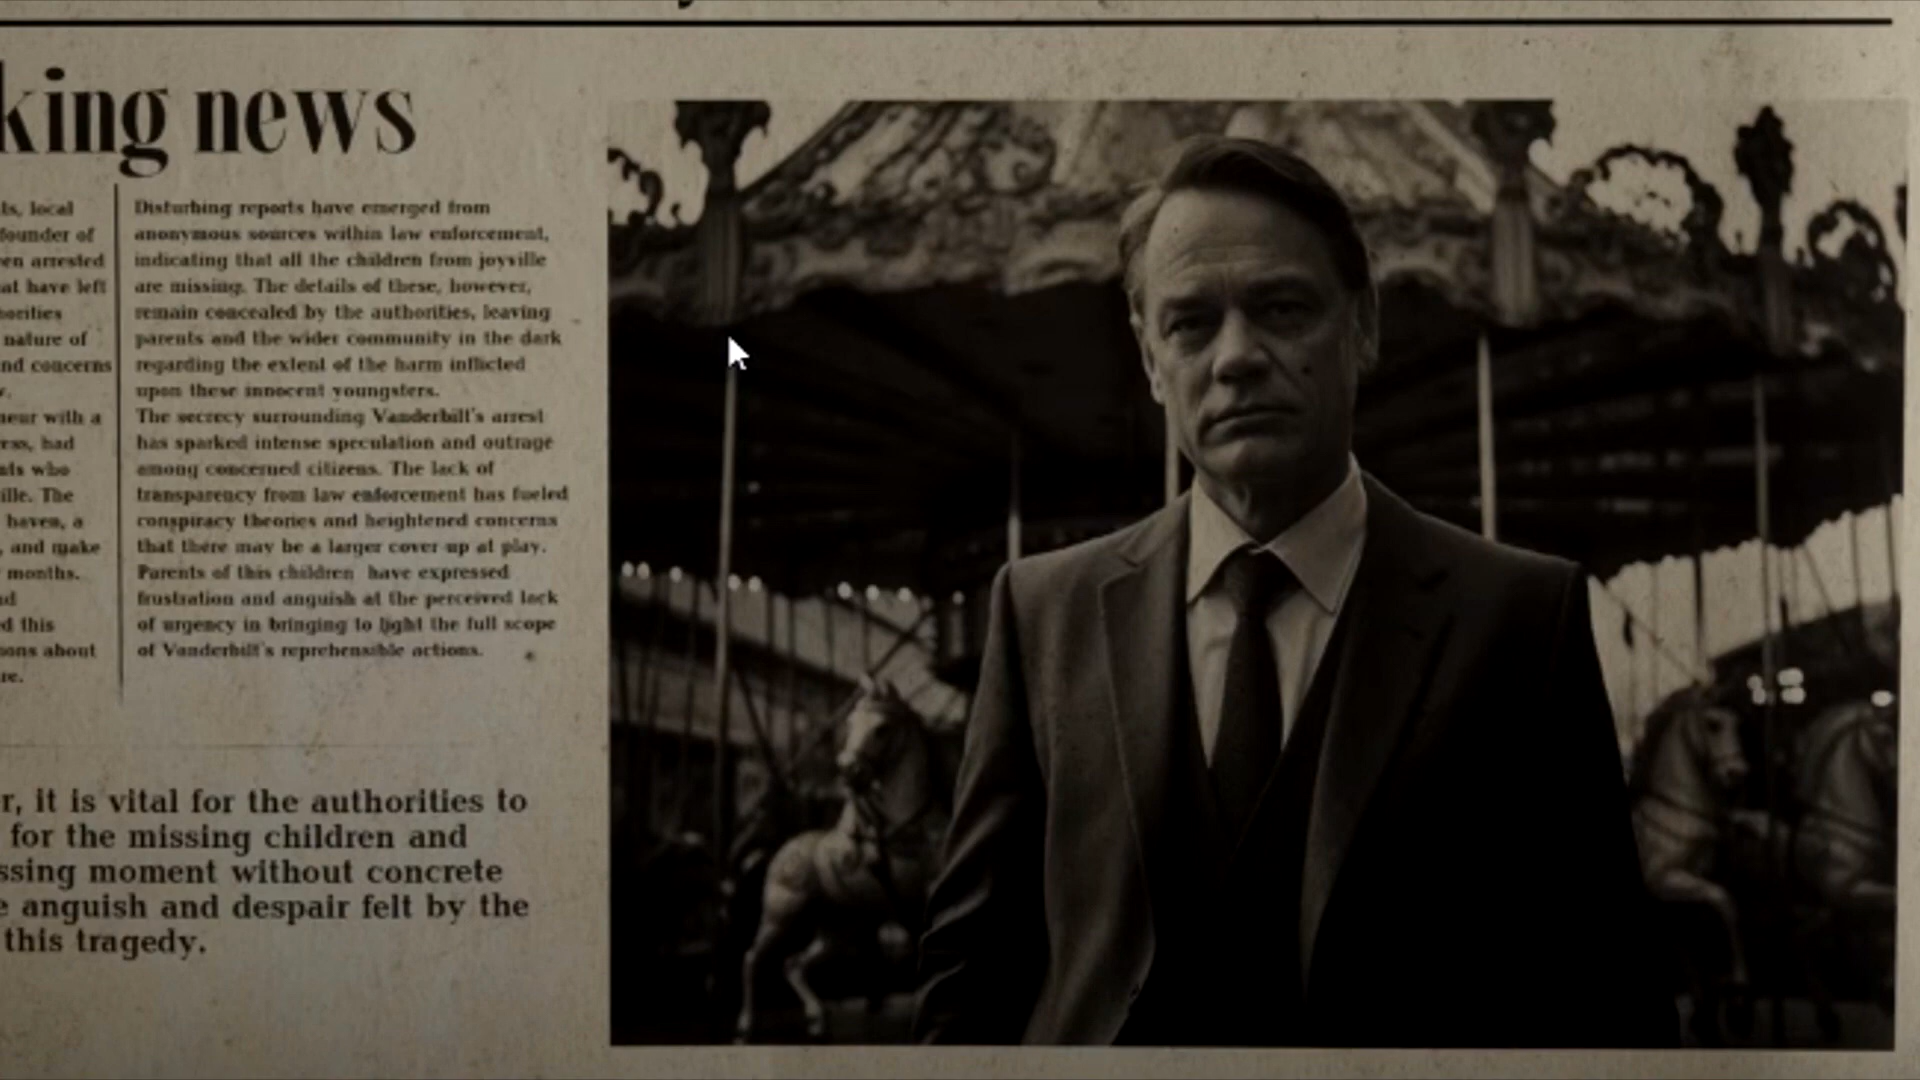 king news
ls, local
founder of
en arrested
at have left
horities
nature of
nd concerns
neur with a
ess, had
nts who
ille. The
haven, a
, and make
months.
nd
d this
ions about
re.
Disturbing reports have emerged from
anonymous sources within law enforcement,
indicating that all the children from joyville
are missing. The details of these, however,
remain concealed by the authorities, leaving
parents and the wider community in the dark
regarding the extent of the harm inflicted
upon these innocent youngsters.
The secrecy surrounding Vanderbilt's arrest
has sparked intense speculation and outrage
among concerned citizens. The lack of
transparency from law enforcement has fueled
conspiracy theories and heightened concerns
that there may be a larger cover-up at play.
Parents of this children have expressed
frustration and anguish at the perceived lack
of urgency in bringing to light the full scope
of Vanderbilt's reprehensible actions.
r, it is vital for the authorities to
for the missing children and
ssing moment without concrete
e anguish and despair felt by the
this tragedy.